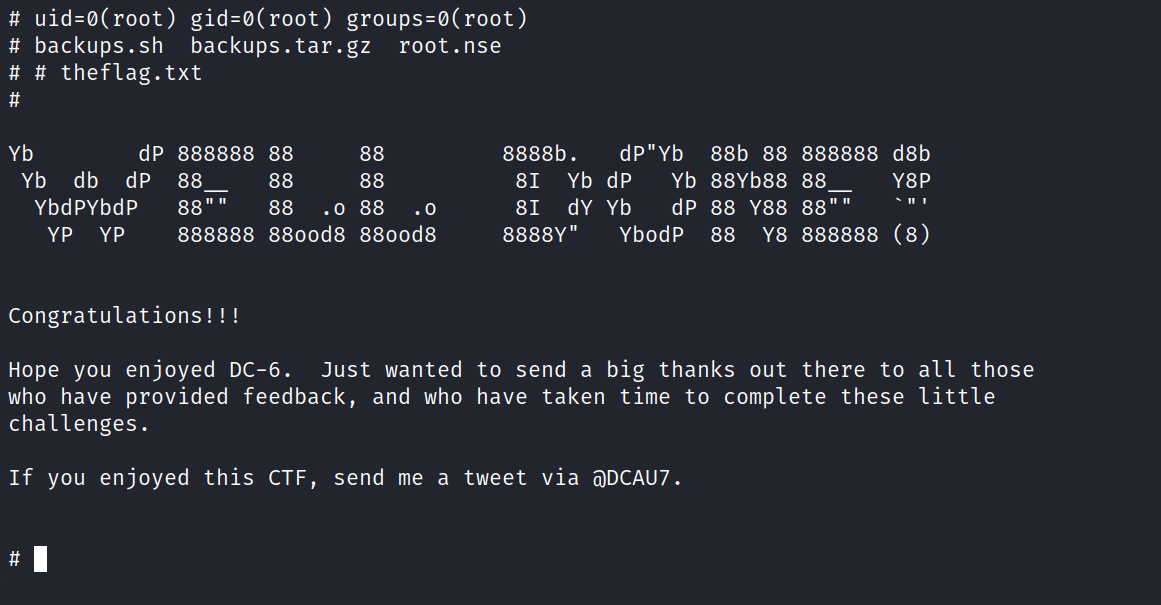 # uid=0(root) gid=0(root) groups=0(root)
# backups.sh  backups.tar.gz  root.nse
# # theflag.txt
#
Yb        dP 888888 88     88         8888b.   dP"Yb  88b 88 888888 d8b
 Yb  db  dP  88__   88     88          8I  Yb dP   Yb 88Yb88 88__   Y8P
  YbdPYbdP   88""   88  .o 88  .o      8I  dY Yb   dP 88 Y88 88""   `"'
   YP  YP    888888 88ood8 88ood8     8888Y"   YbodP  88  Y8 888888 (8)
Congratulations!!!
Hope you enjoyed DC-6.  Just wanted to send a big thanks out there to all those
who have provided feedback, and who have taken time to complete these little
challenges.
If you enjoyed this CTF, send me a tweet via @DCAU7.
#